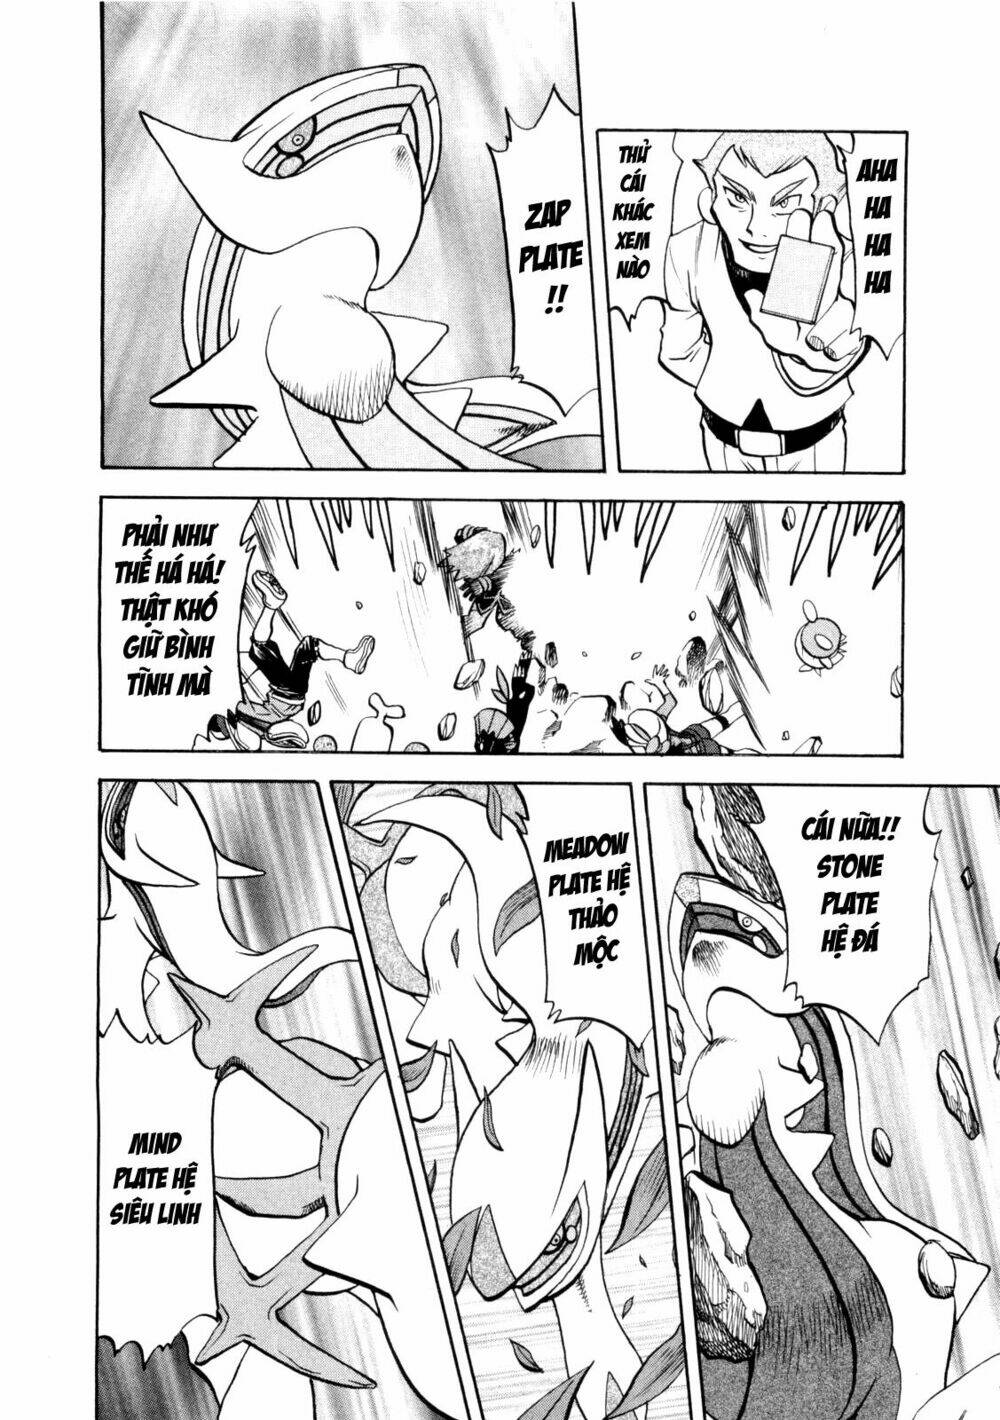 AHA
HA
HA
HA
THỬ
CÁI
KHÁC
XEM
NÀO
ZAP
PLATE
!!
PHẢI NHƯ
THẾ HÁ HÁ!
THẬT KHÓ
GIỮ BÌNH
TĨNH MÀ
CÁI NỮA!!
STONE
PLATE
HỆ ĐÁ
MEADOW
PLATE HỆ
THẢO
MỘC
MIND
PLATE HỆ
SIÊU LINH